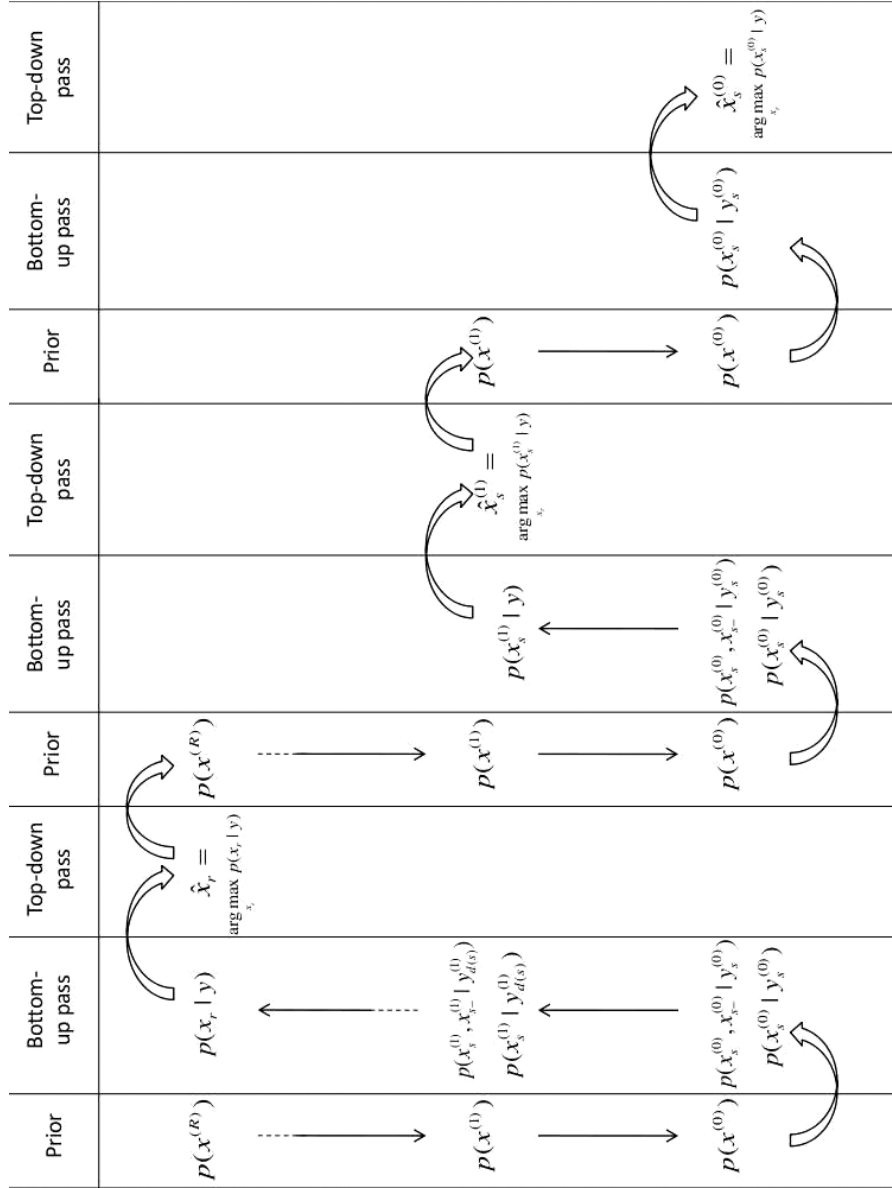 Prior
Bottom-
up pass
Top-down
pass
Prior
Bottom-
up pass
Top-down
pass
Prior
Bottom-
up pass
Top-down
pass
p(x^{(R)})
p(x^{(1)})
p(x^{(0)})
p(x_r | y)
p(x_s^{(1)}, x_{s-}^{(1)} | y_{d(s)}^{(1)})
p(x_s^{(1)} | y_{d(s)}^{(1)})
p(x_s^{(0)}, x_{s-}^{(0)} | y_s^{(0)})
p(x_s^{(0)} | y_s^{(0)})
x̂_r =
arg max p(x_r | y)
x_r
p(x^{(R)})
p(x^{(1)})
p(x^{(0)})
p(x_s^{(1)} | y)
p(x_s^{(0)}, x_{s-}^{(0)} | y_s^{(0)})
p(x_s^{(0)} | y_s^{(0)})
x̂_s^{(1)} =
arg max p(x_s^{(1)} | y)
x_r
p(x^{(1)})
p(x^{(0)})
p(x_s^{(0)} | y_s^{(0)})
x̂_s^{(0)} =
arg max p(x_s^{(0)} | y)
x_r